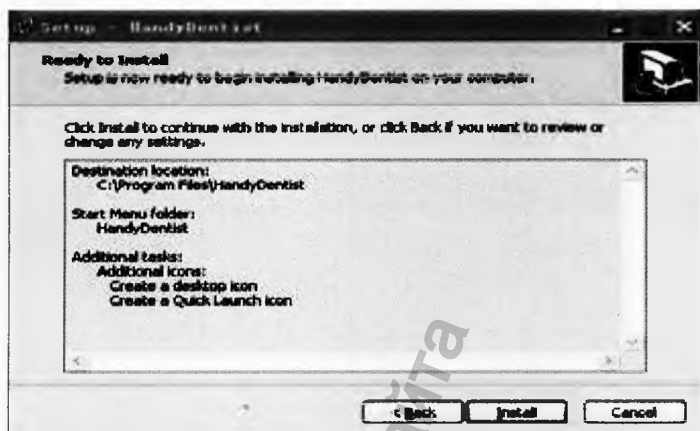 Setup - HandyDentist
Ready to Install
Setup is now ready to begin installing HandyDentist on your computer.
Click Install to continue with the installation, or click Back if you want to review or
change any settings.
Destination location:
C:\Program Files\HandyDentist
Start Menu folder:
HandyDentist
Additional tasks:
Additional icons:
Create a desktop icon
Create a Quick Launch icon
< Back
Install
Cancel